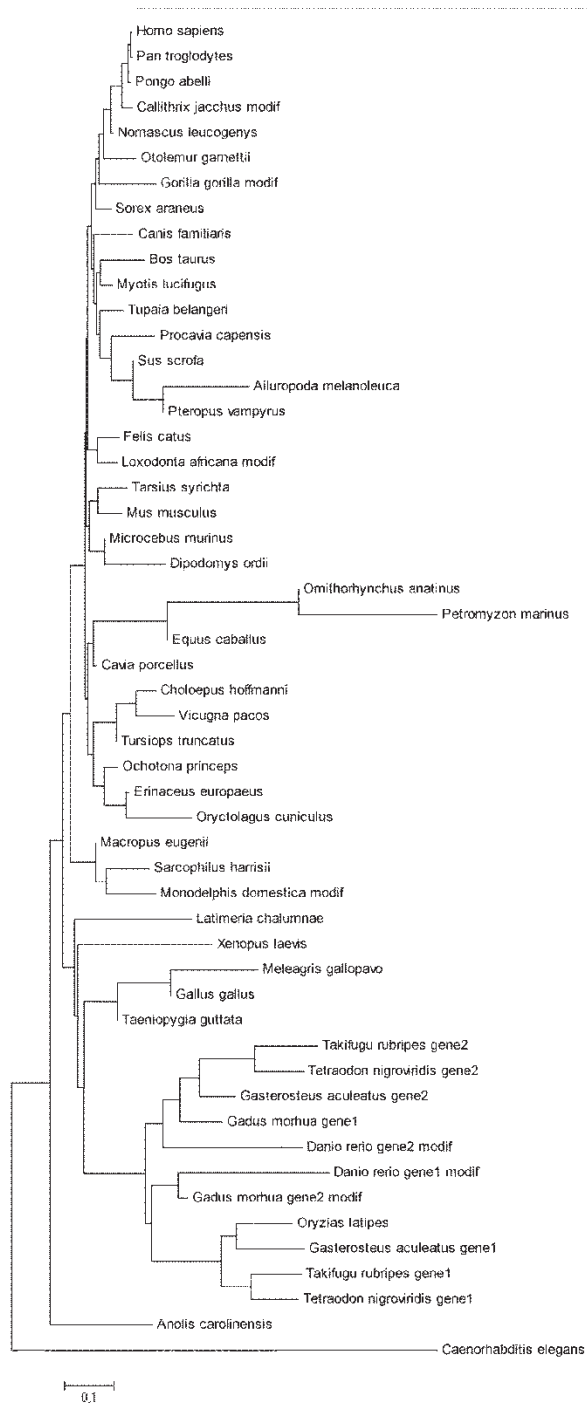 Homo sapiens
Pan troglodytes
Pongo abelli
Callithrix jacchus modif
Nomascus leucogenys
Otolemur garnettii
Gorilla gorilla modif
Sorex araneus
Canis familiaris
Bos taurus
Myotis lucifugus
Tupaia belangeri
Procavia capensis
Sus scrofa
Ailuropoda melanoleuca
Pteropus vampyrus
Felis catus
Loxodonta africana modif
Tarsius syrichta
Mus musculus
Microcebus murinus
Dipodomys ordii
Ornithorhynchus anatinus
Petromyzon marinus
Equus caballus
Cavia porcellus
Choloepus hoffmanni
Vicugna pacos
Tursiops truncatus
Ochotona princeps
Erinaceus europaeus
Oryctolagus cuniculus
Macropus eugenii
Sarcophilus harrisii
Monodelphis domestica modif
Latimeria chalumnae
Xenopus laevis
Meleagris gallopavo
Gallus gallus
Taeniopygia guttata
Takifugu rubripes gene2
Tetraodon nigroviridis gene2
Gasterosteus aculeatus gene2
Gadus morhua gene1
Danio rerio gene2 modif
Danio rerio gene1 modif
Gadus morhua gene2 modif
Oryzias latipes
Gasterosteus aculeatus gene1
Takifugu rubripes gene1
Tetraodon nigroviridis gene1
Anolis carolinensis
Caenorhabditis elegans
0.1